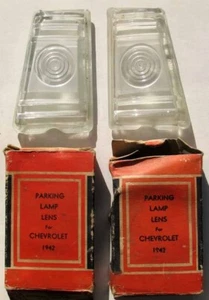 PARKING
LAMP
LENS
For
CHEVROLET
1942
PARKING
LAMP
LENS
For
CHEVROLET
1942